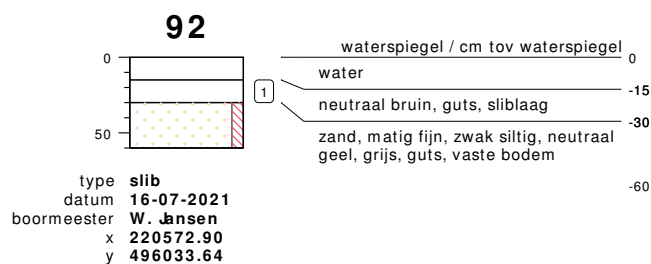 92
waterspiegel / cm tov waterspiegel
0
0
water
-15
1
neutraal bruin, guts, sliblaag
-30
50
zand, matig fijn, zwak siltig, neutraal
geel, grijs, guts, vaste bodem
-60
type slib
datum 16-07-2021
boormeester W. Jansen
x 220572.90
y 496033.64